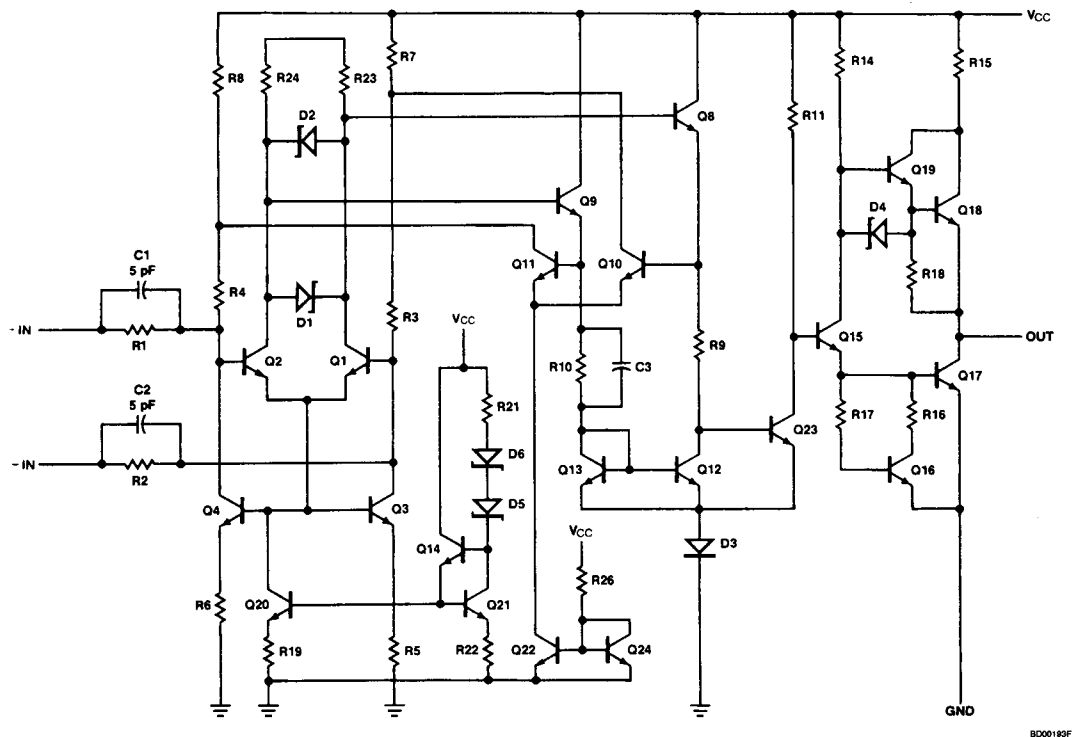 VCC
R8
R24
R23
R7
R14
R15
D2
Q8
R11
Q19
Q9
D4
Q18
C1
5 pF
R4
D1
Q11
Q10
R18
R3
-IN
R1
VCC
Q15
OUT
Q2
Q1
R10
C3
R9
Q17
C2
5 pF
R21
R17
R16
Q23
-IN
R2
D6
Q13
Q12
Q16
Q4
Q3
D5
VCC
D3
Q14
R26
R6
Q20
Q21
R19
R5
R22
Q22
Q24
GND
BD00193F